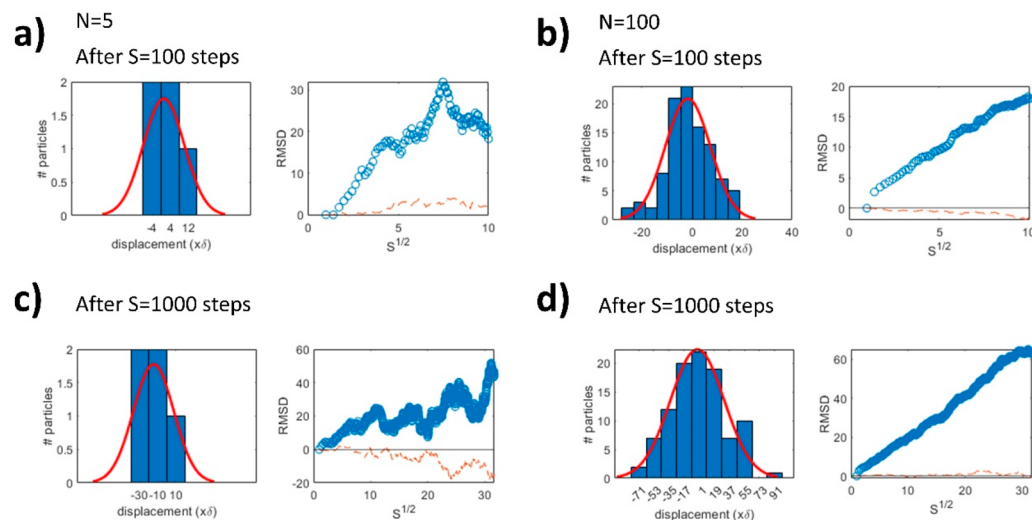 a)
N=5
After S=100 steps
2
1.5
1
0.5
0
# particles
-4 4 12
displacement (xδ)
30
20
10
0
RMSD
0 5 10
S1/2
b)
N=100
After S=100 steps
20
15
10
5
0
# particles
-20 0 20 40
displacement (xδ)
20
15
10
5
0
RMSD
0 5 10
S1/2
c)
After S=1000 steps
2
1.5
1
0.5
0
# particles
-30 -10 10
displacement (xδ)
60
40
20
0
-20
RMSD
0 10 20 30
S1/2
d)
After S=1000 steps
20
15
10
5
0
# particles
-71 -53 -35 -17 1 19 37 55 73 91
displacement (xδ)
60
40
20
0
RMSD
0 10 20 30
S1/2